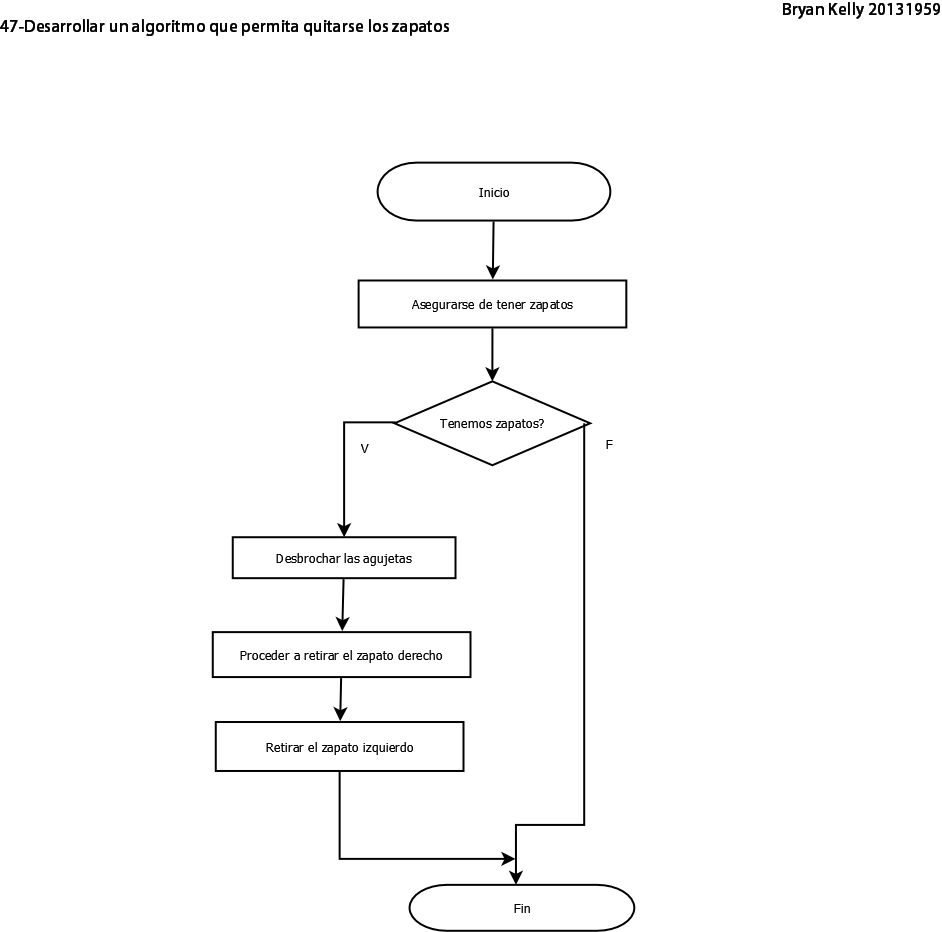 Bryan Kelly 20131959
47-Desarrollar un algoritmo que permita quitarse los zapatos
Inicio
Asegurarse de tener zapatos
Tenemos zapatos?
V
F
Desbrochar las agujetas
Proceder a retirar el zapato derecho
Retirar el zapato izquierdo
Fin